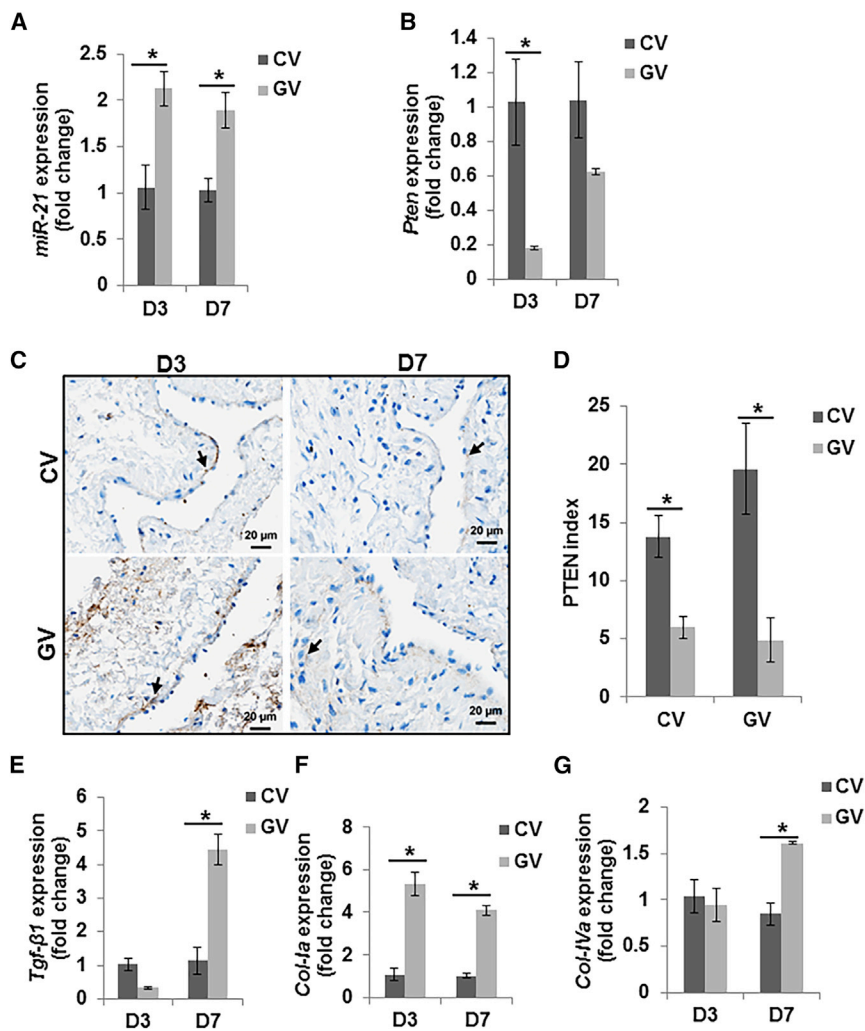 A
miR-21 expression
(fold change)
2.5
2
1.5
1
0.5
0
*
*
CV
GV
D3
D7
B
Pten expression
(fold change)
1.4
1.2
1
0.8
0.6
0.4
0.2
0
*
CV
GV
D3
D7
C
D3
D7
CV
20 µm
20 µm
GV
20 µm
20 µm
D
PTEN index
25
20
15
10
5
0
*
*
CV
GV
CV
GV
E
Tgf-β1 expression
(fold change)
6
5
4
3
2
1
0
*
CV
GV
D3
D7
F
Col-Ia expression
(fold change)
8
6
4
2
0
*
*
CV
GV
D3
D7
G
Col-IVa expression
(fold change)
2
1.5
1
0.5
0
*
CV
GV
D3
D7